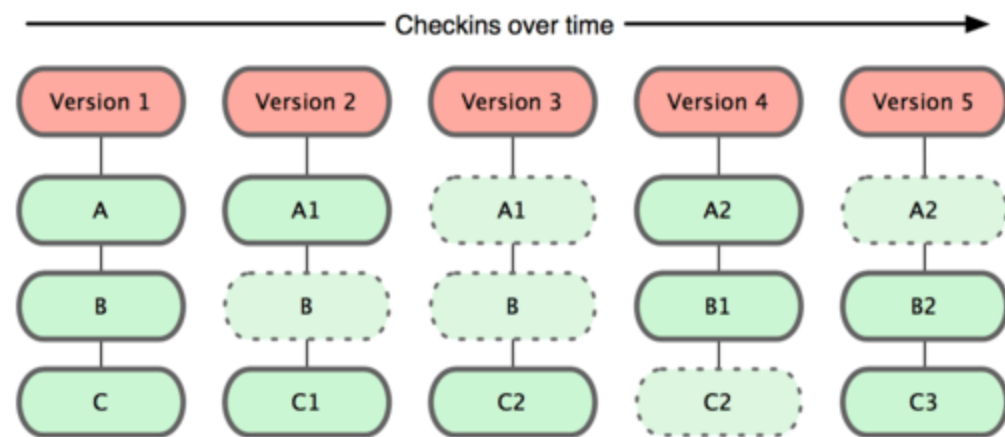 Checkins over time
Version 1 Version 2 Version 3 Version 4 Version 5
A A1 A1 A2 A2
B B B B1 B2
C C1 C2 C2 C3